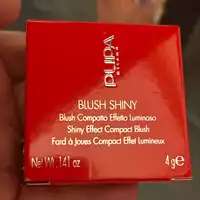 PUPA
milano
BLUSH SHINY
Blush Compatto Effetto Luminoso
Shiny Effect Compact Blush
Fard à Joues Compact Effet Lumineux
Net Wt. .141 oz 4 g ℮